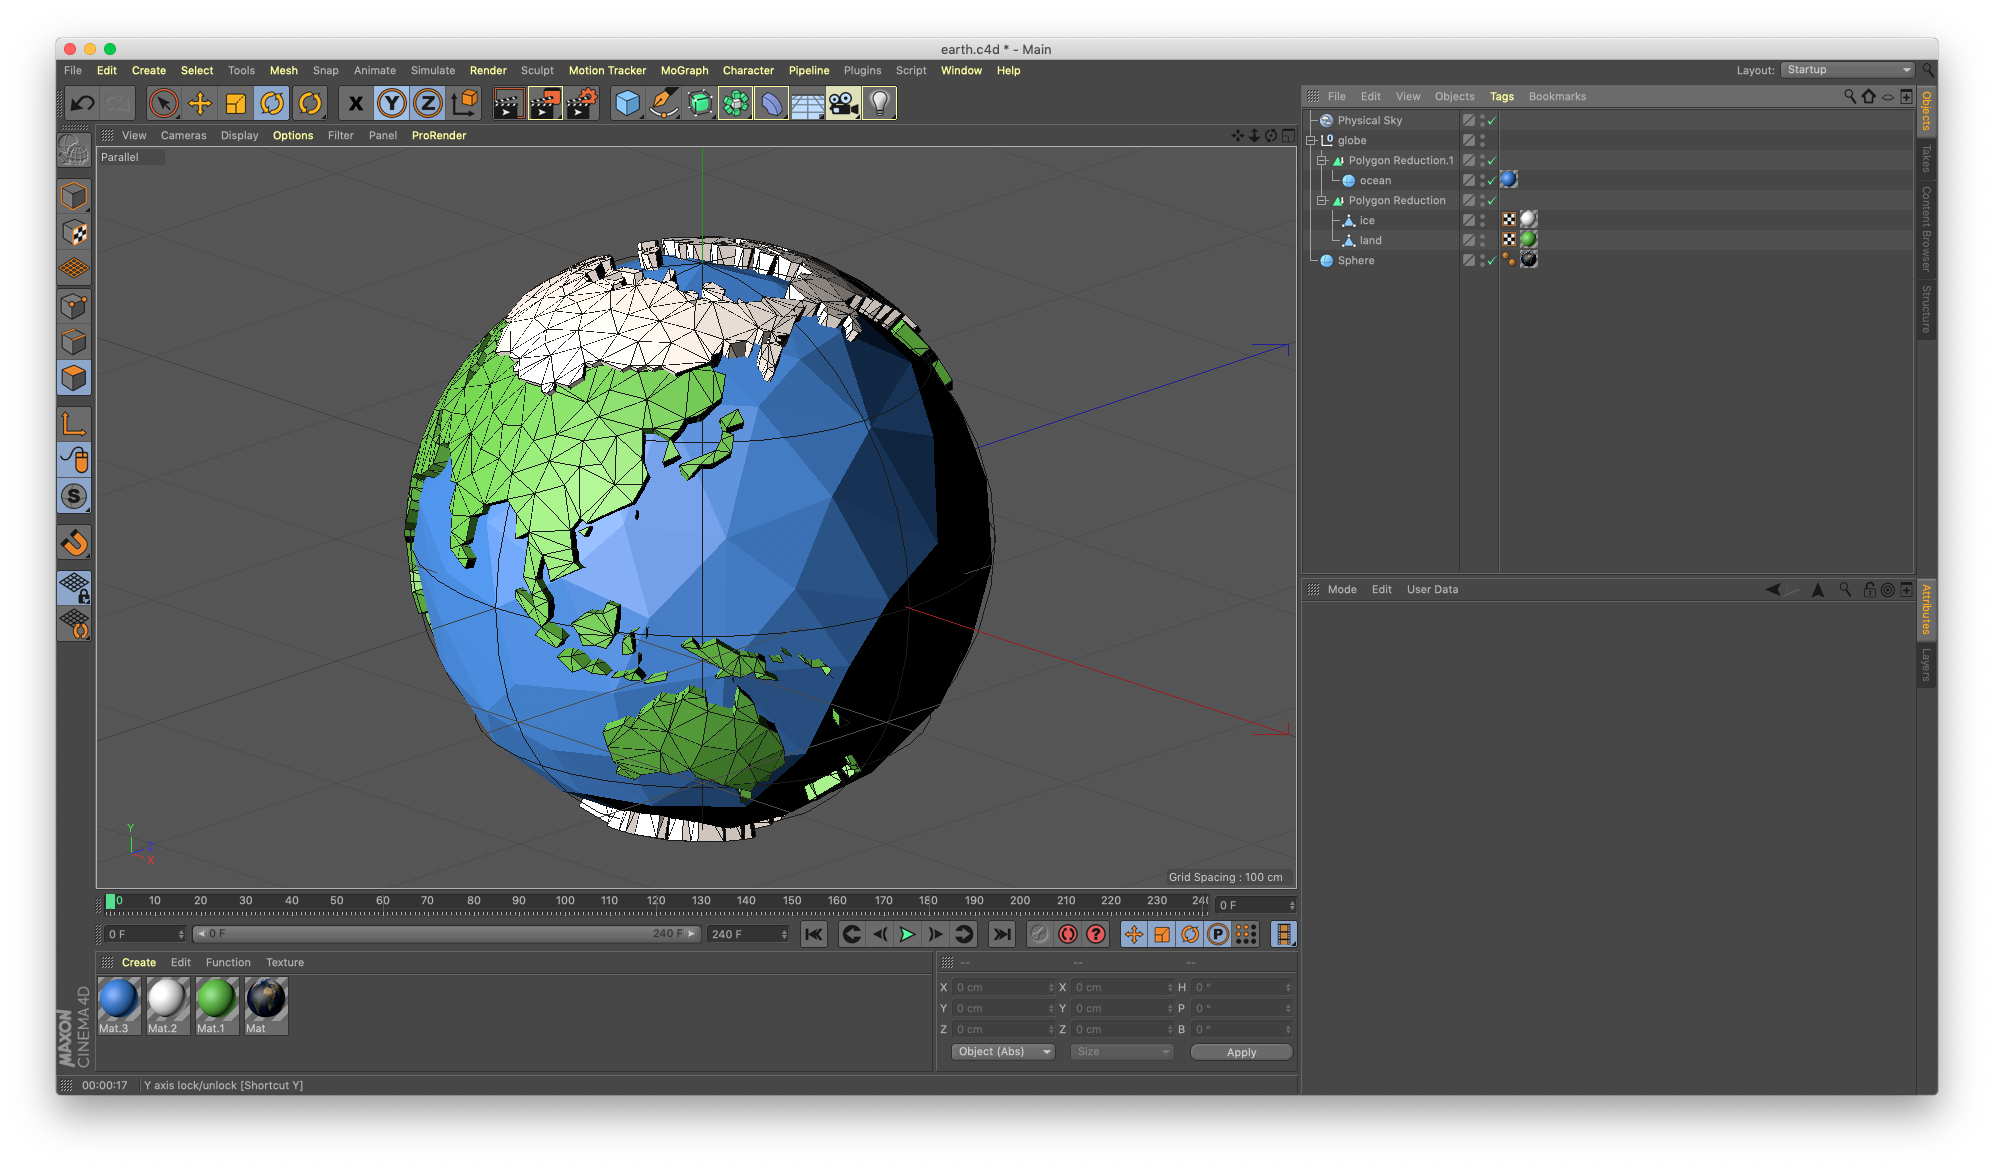 earth.c4d * - Main
File Edit Create Select Tools Mesh Snap Animate Simulate Render Sculpt Motion Tracker MoGraph Character Pipeline Plugins Script Window Help
Layout: Startup
X Y Z
File Edit View Objects Tags Bookmarks
View Cameras Display Options Filter Panel ProRender
Parallel
Physical Sky
globe
Polygon Reduction.1
ocean
Polygon Reduction
ice
land
Sphere
Objects
Takes
Content Browser
Structure
S
Mode Edit User Data
Attributes
Layers
Y
Z
X
Grid Spacing : 100 cm
0 10 20 30 40 50 60 70 80 90 100 110 120 130 140 150 160 170 180 190 200 210 220 230 240
0 F
0 F 0 F 240 F 240 F
? P
Create Edit Function Texture
-- -- --
Mat.3 Mat.2 Mat.1 Mat
X 0 cm X 0 cm H 0 °
Y 0 cm Y 0 cm P 0 °
Z 0 cm Z 0 cm B 0 °
Object (Abs) Size Apply
MAXON
CINEMA 4D
00:00:17 Y axis lock/unlock [Shortcut Y]